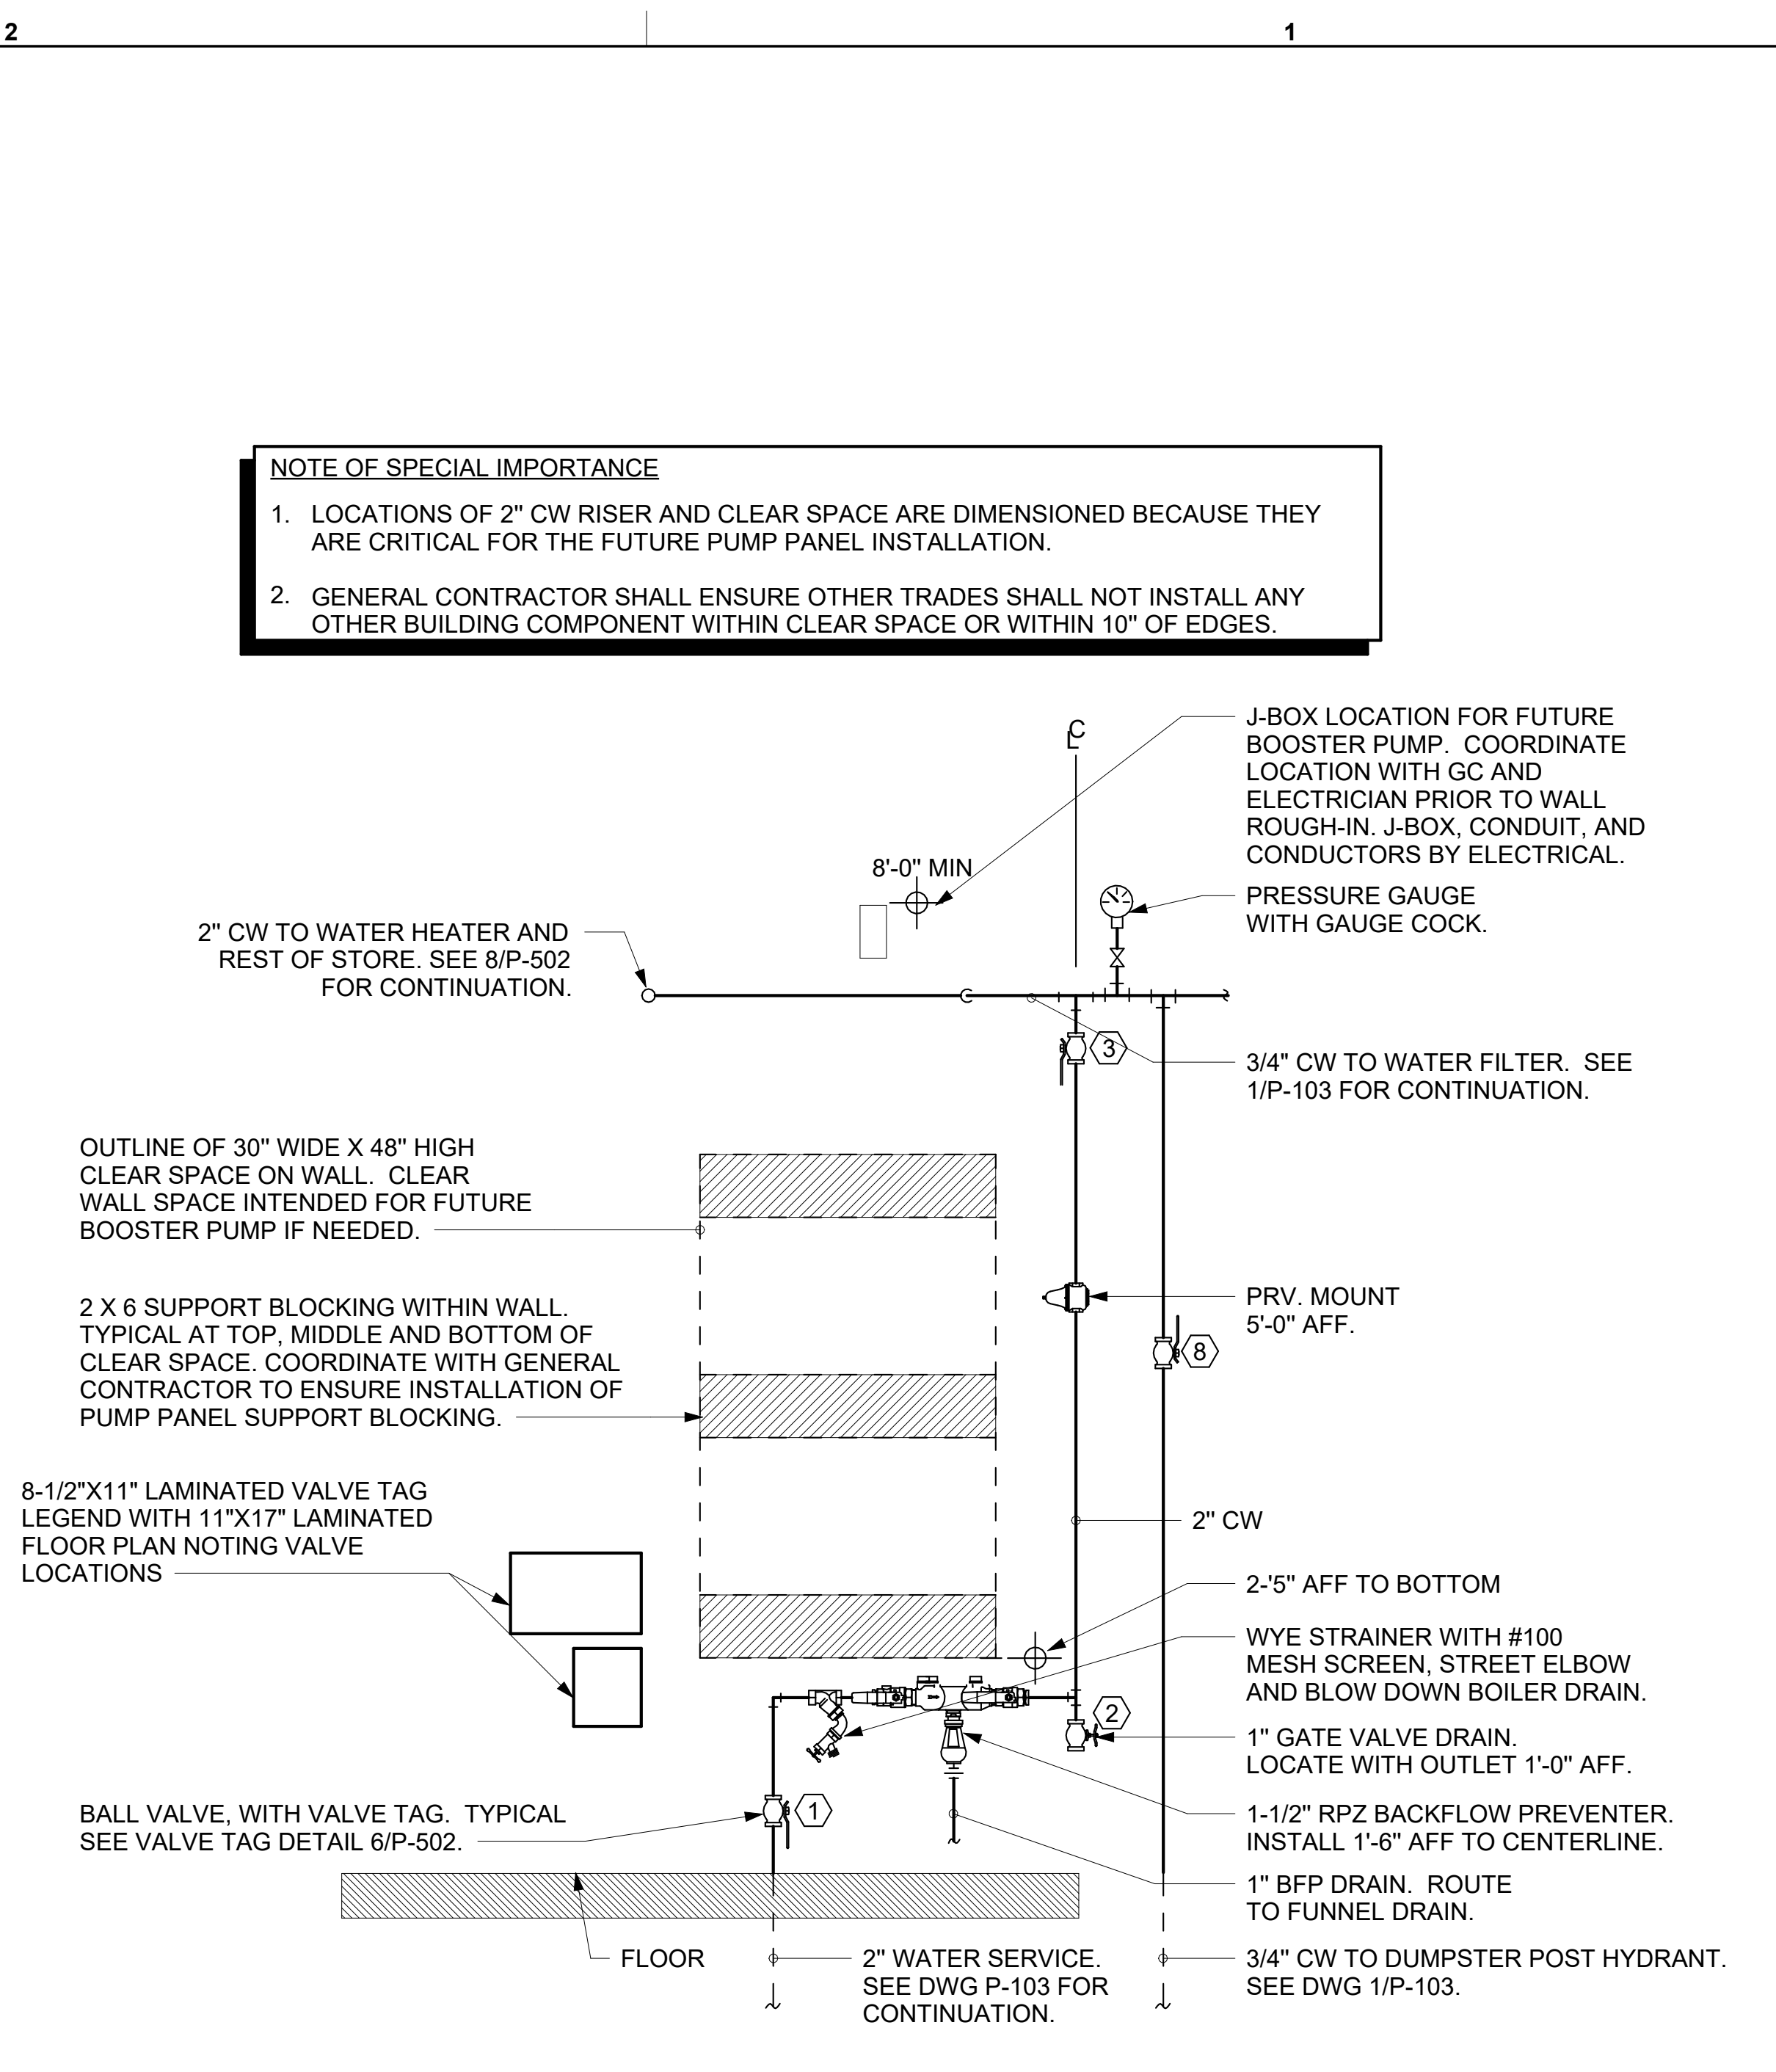 2
1
NOTE OF SPECIAL IMPORTANCE
1. LOCATIONS OF 2" CW RISER AND CLEAR SPACE ARE DIMENSIONED BECAUSE THEY
ARE CRITICAL FOR THE FUTURE PUMP PANEL INSTALLATION.
2. GENERAL CONTRACTOR SHALL ENSURE OTHER TRADES SHALL NOT INSTALL ANY
OTHER BUILDING COMPONENT WITHIN CLEAR SPACE OR WITHIN 10" OF EDGES.
CL
J-BOX LOCATION FOR FUTURE
BOOSTER PUMP. COORDINATE
LOCATION WITH GC AND
ELECTRICIAN PRIOR TO WALL
ROUGH-IN. J-BOX, CONDUIT, AND
CONDUCTORS BY ELECTRICAL.
8'-0" MIN
PRESSURE GAUGE
WITH GAUGE COCK.
2" CW TO WATER HEATER AND
REST OF STORE. SEE 8/P-502
FOR CONTINUATION.
3
3/4" CW TO WATER FILTER. SEE
1/P-103 FOR CONTINUATION.
OUTLINE OF 30" WIDE X 48" HIGH
CLEAR SPACE ON WALL. CLEAR
WALL SPACE INTENDED FOR FUTURE
BOOSTER PUMP IF NEEDED.
2 X 6 SUPPORT BLOCKING WITHIN WALL.
TYPICAL AT TOP, MIDDLE AND BOTTOM OF
CLEAR SPACE. COORDINATE WITH GENERAL
CONTRACTOR TO ENSURE INSTALLATION OF
PUMP PANEL SUPPORT BLOCKING.
PRV. MOUNT
5'-0" AFF.
8
8-1/2"X11" LAMINATED VALVE TAG
LEGEND WITH 11"X17" LAMINATED
FLOOR PLAN NOTING VALVE
LOCATIONS
2" CW
2-'5" AFF TO BOTTOM
WYE STRAINER WITH #100
MESH SCREEN, STREET ELBOW
AND BLOW DOWN BOILER DRAIN.
2
1" GATE VALVE DRAIN.
LOCATE WITH OUTLET 1'-0" AFF.
BALL VALVE, WITH VALVE TAG. TYPICAL
SEE VALVE TAG DETAIL 6/P-502.
1
1-1/2" RPZ BACKFLOW PREVENTER.
INSTALL 1'-6" AFF TO CENTERLINE.
1" BFP DRAIN. ROUTE
TO FUNNEL DRAIN.
FLOOR
2" WATER SERVICE.
SEE DWG P-103 FOR
CONTINUATION.
3/4" CW TO DUMPSTER POST HYDRANT.
SEE DWG 1/P-103.